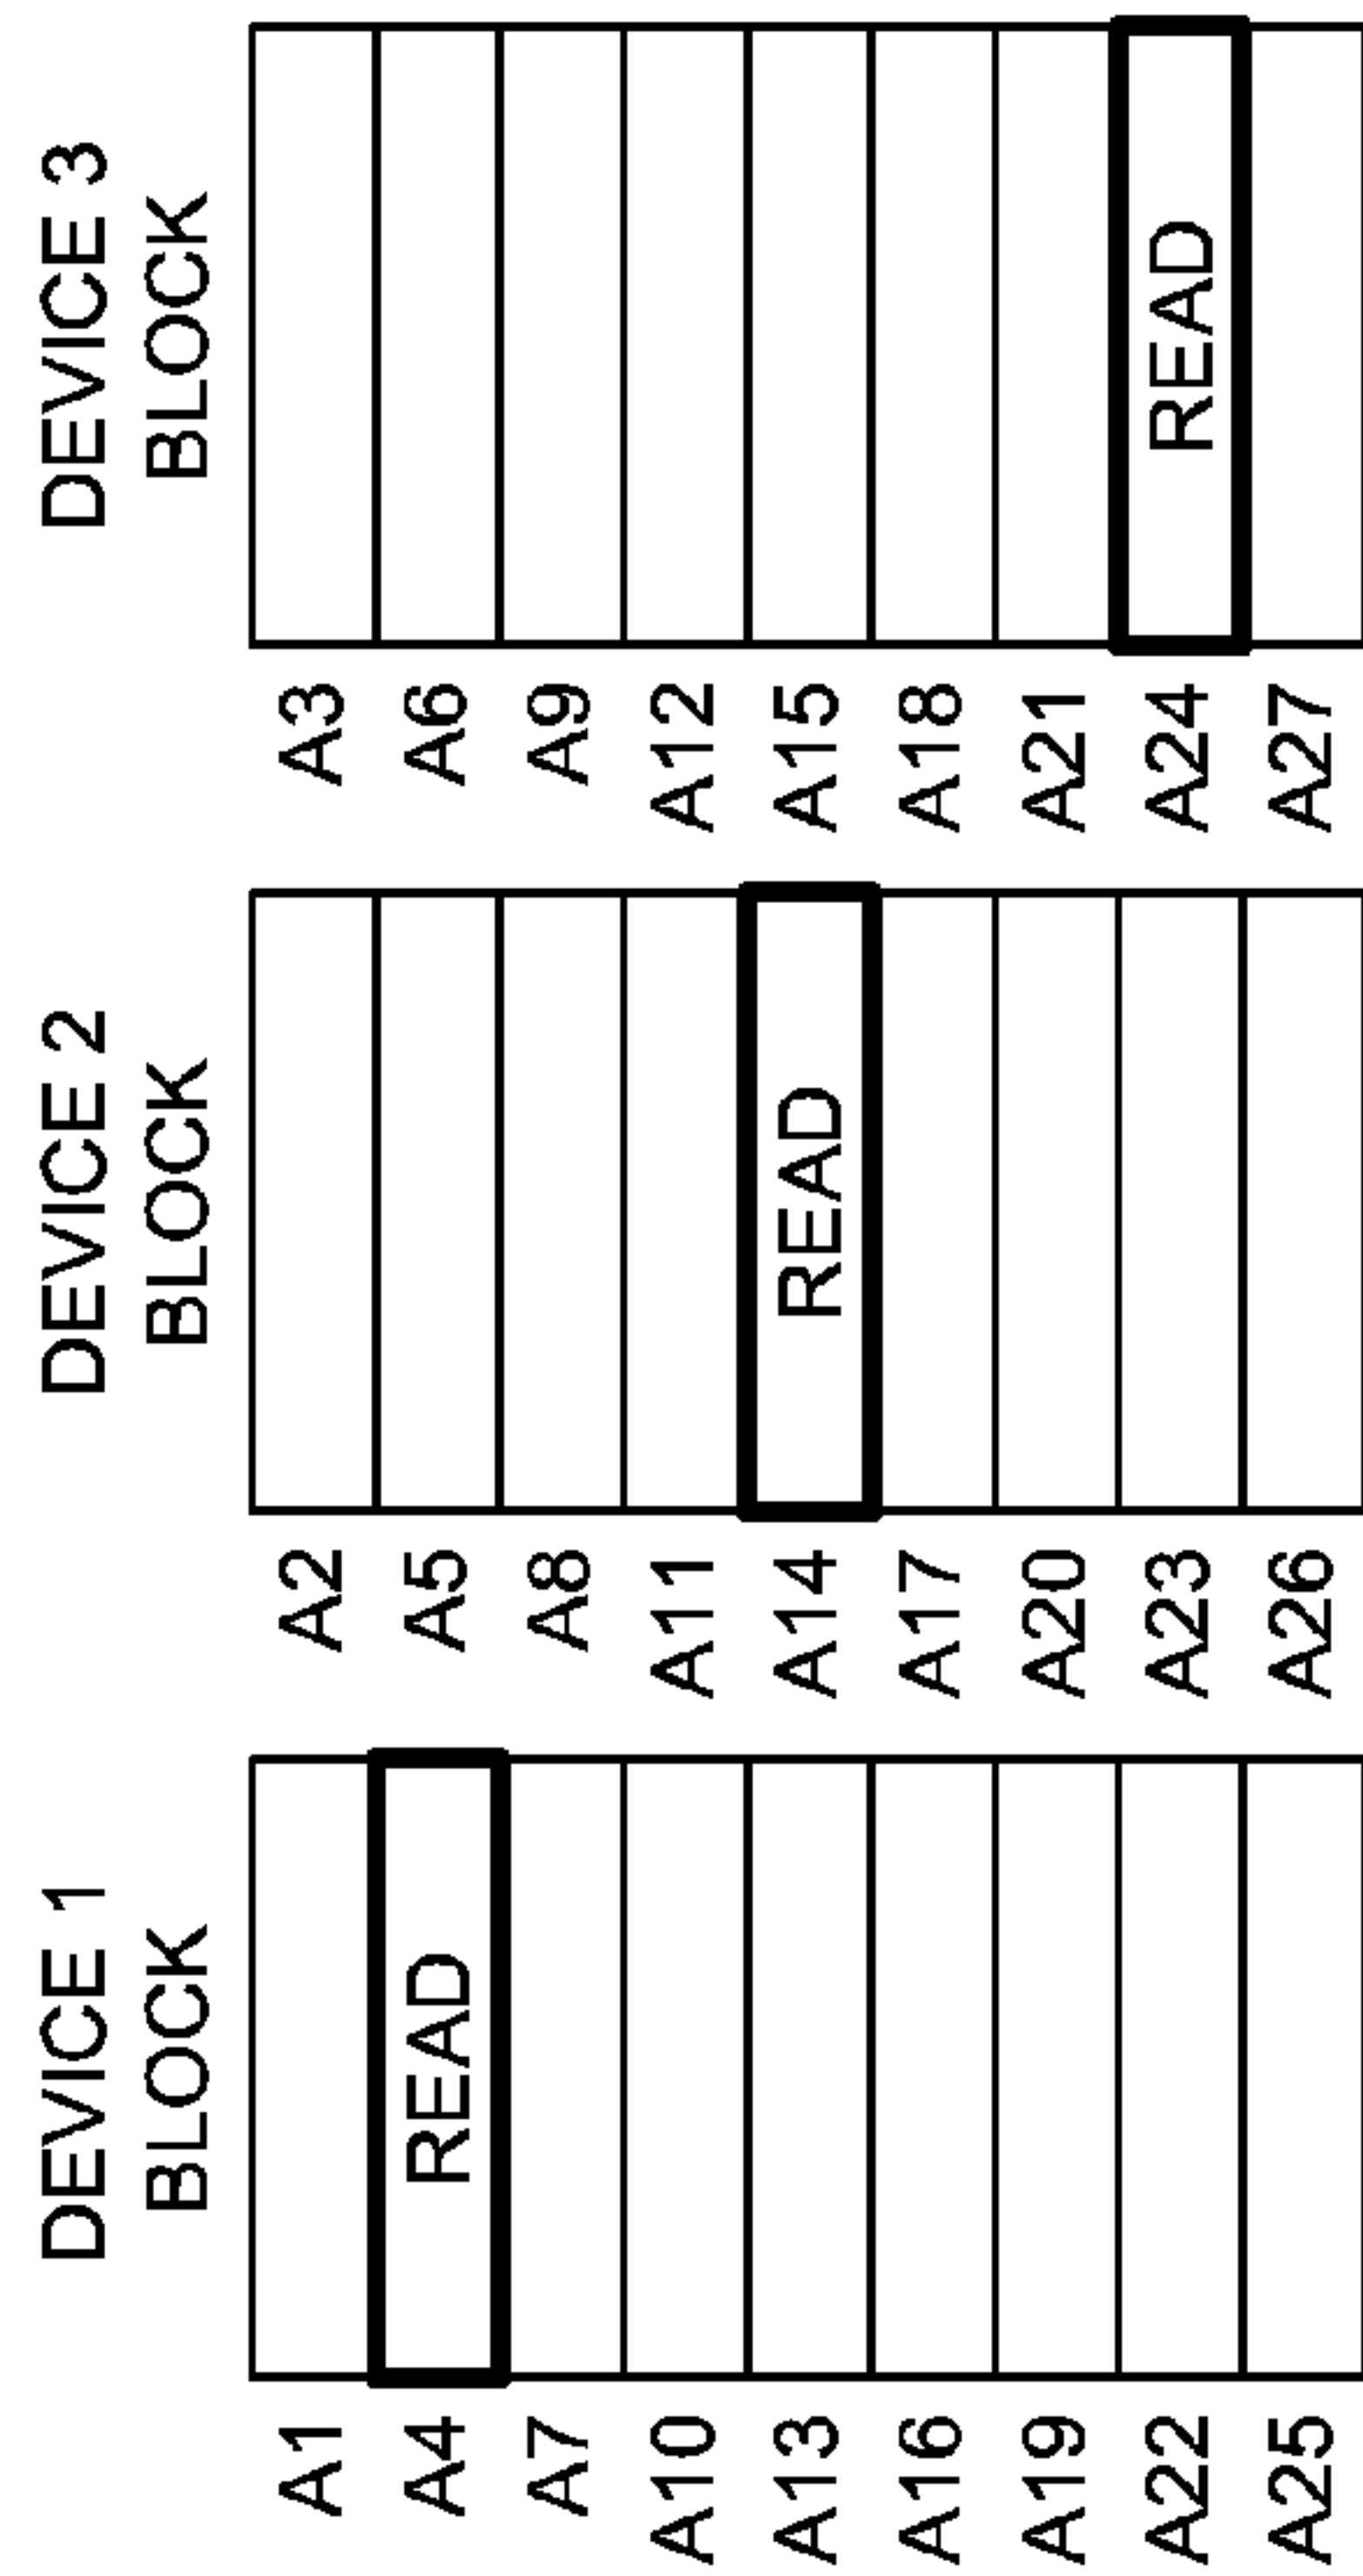 DEVICE 1 DEVICE 2 DEVICE 3
BLOCK BLOCK BLOCK
A1 A2 A3
A4 READ A5 A6
A7 A8 A9
A10 A11 A12
A13 A14 READ A15
A16 A17 A18
A19 A20 A21
A22 A23 A24 READ
A25 A26 A27